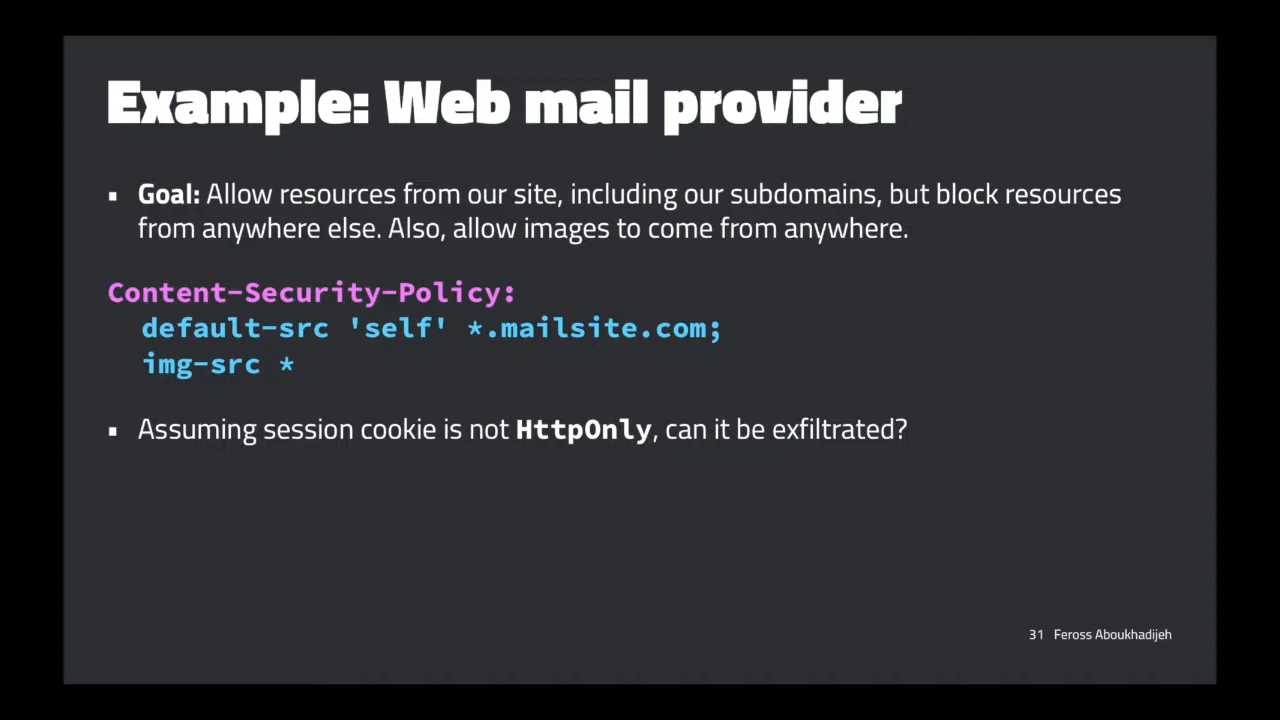 Example: Web mail provider
▪ Goal: Allow resources from our site, including our subdomains, but block resources
from anywhere else. Also, allow images to come from anywhere.
Content-Security-Policy:
default-src 'self' *.mailsite.com;
img-src *
▪ Assuming session cookie is not HttpOnly, can it be exfiltrated?
31 Feross Aboukhadijeh